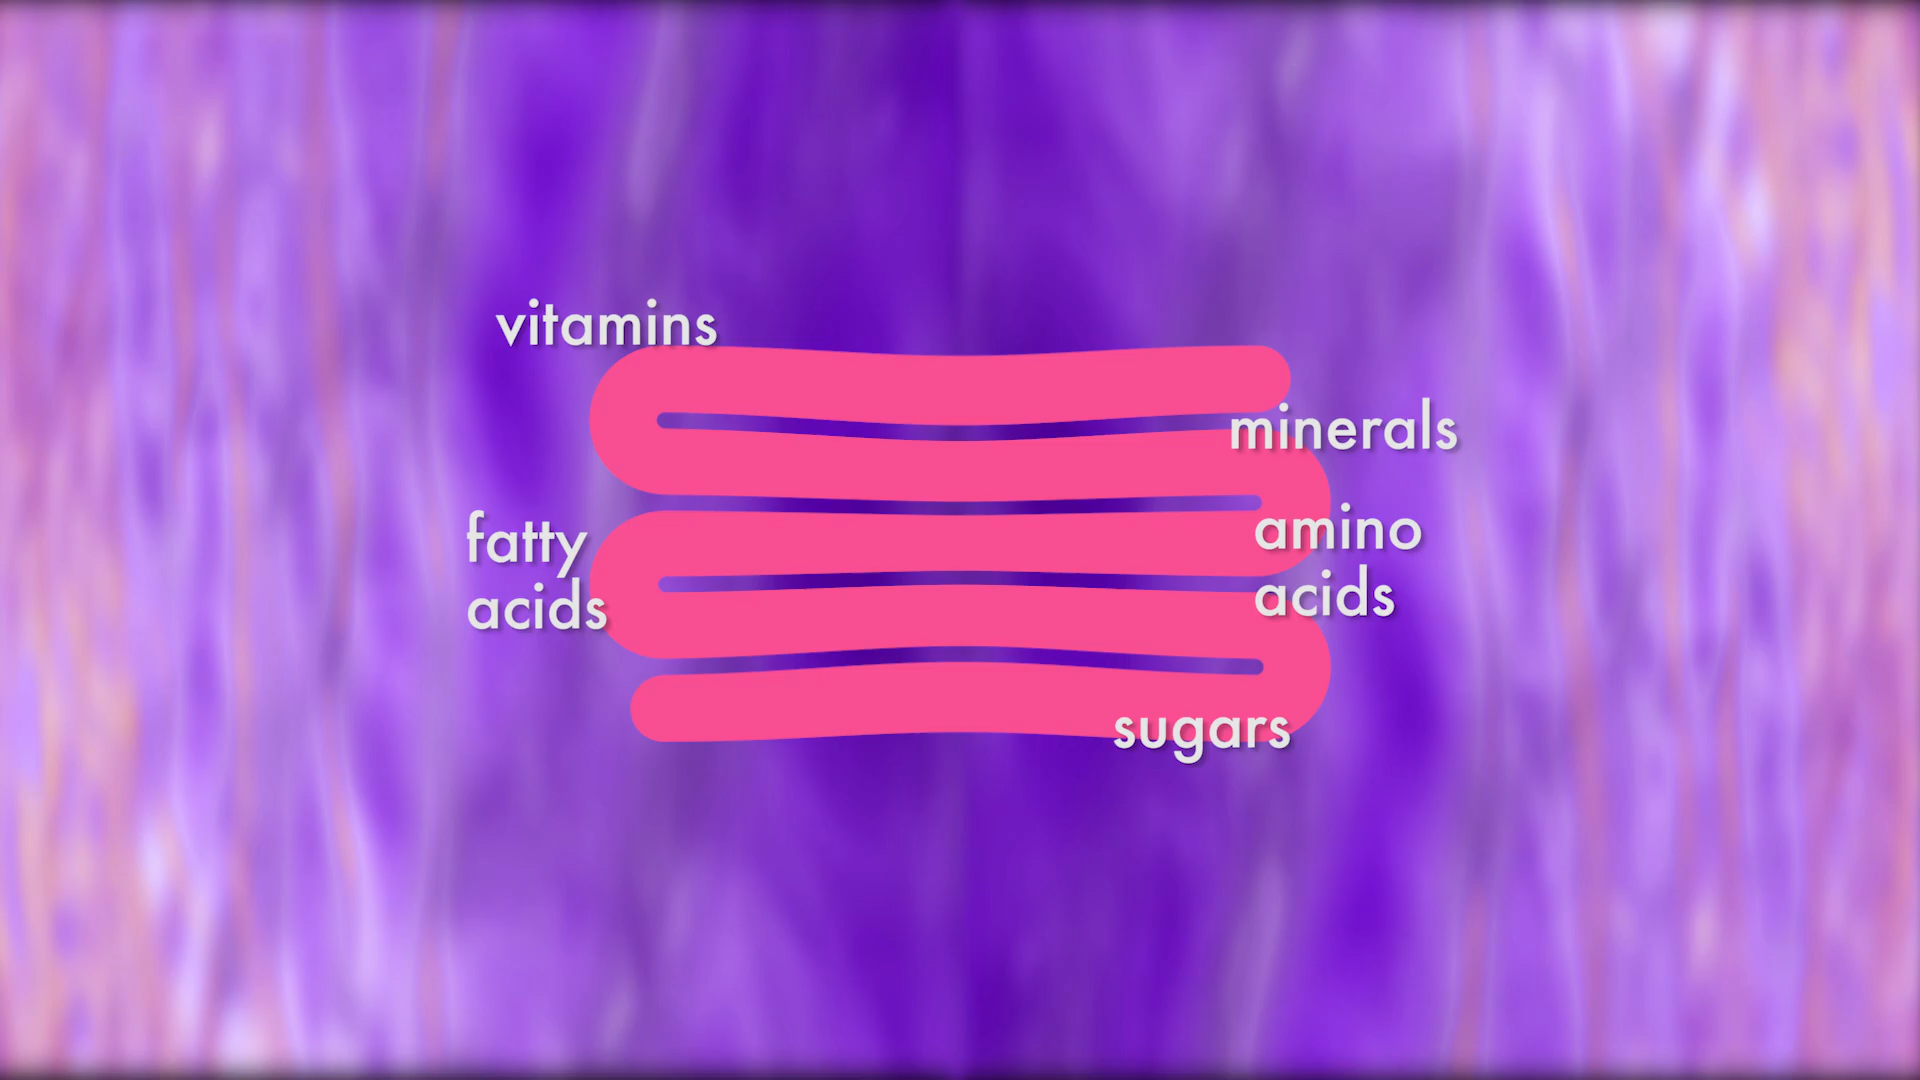 vitamins
minerals
fatty
acids
amino
acids
sugars